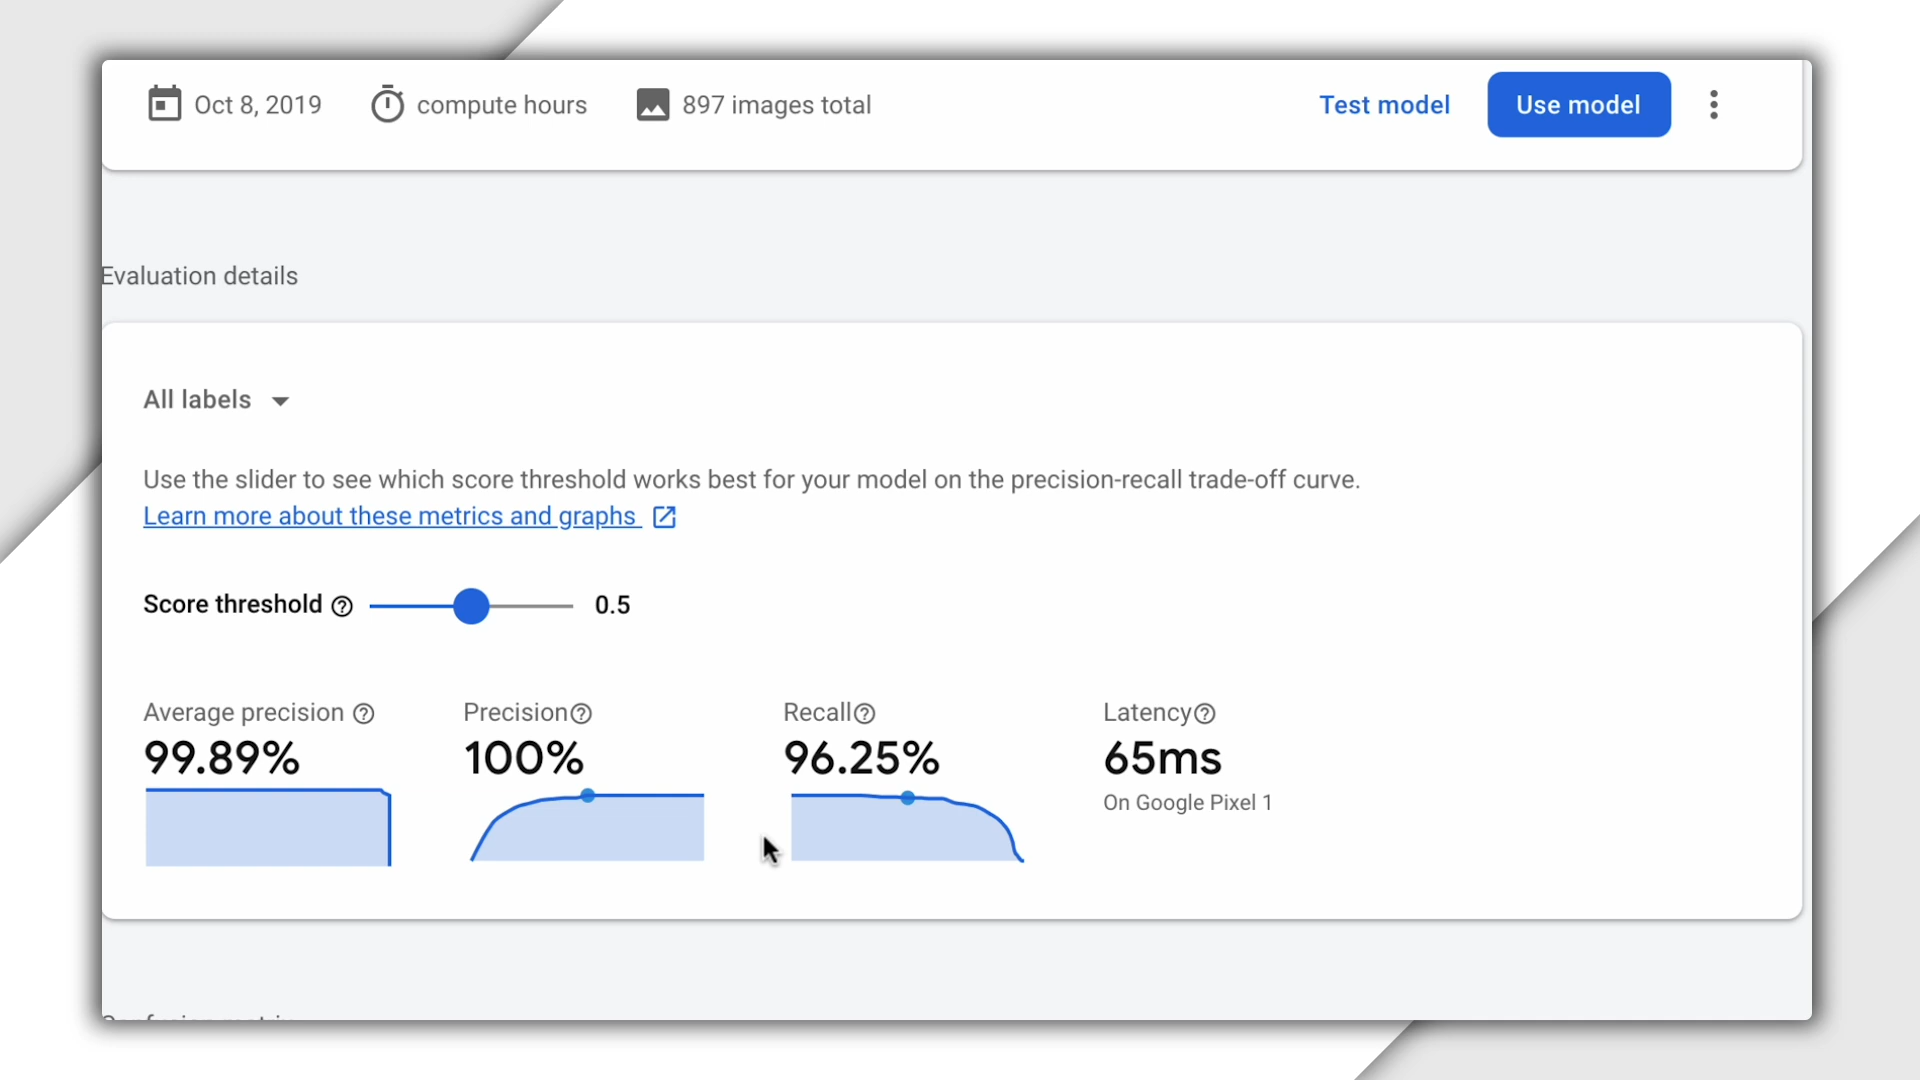 Oct 8, 2019 compute hours 897 images total Test model Use model
Evaluation details
All labels
Use the slider to see which score threshold works best for your model on the precision-recall trade-off curve.
Learn more about these metrics and graphs
Score threshold 0.5
Average precision Precision Recall Latency
99.89% 100% 96.25% 65ms
On Google Pixel 1